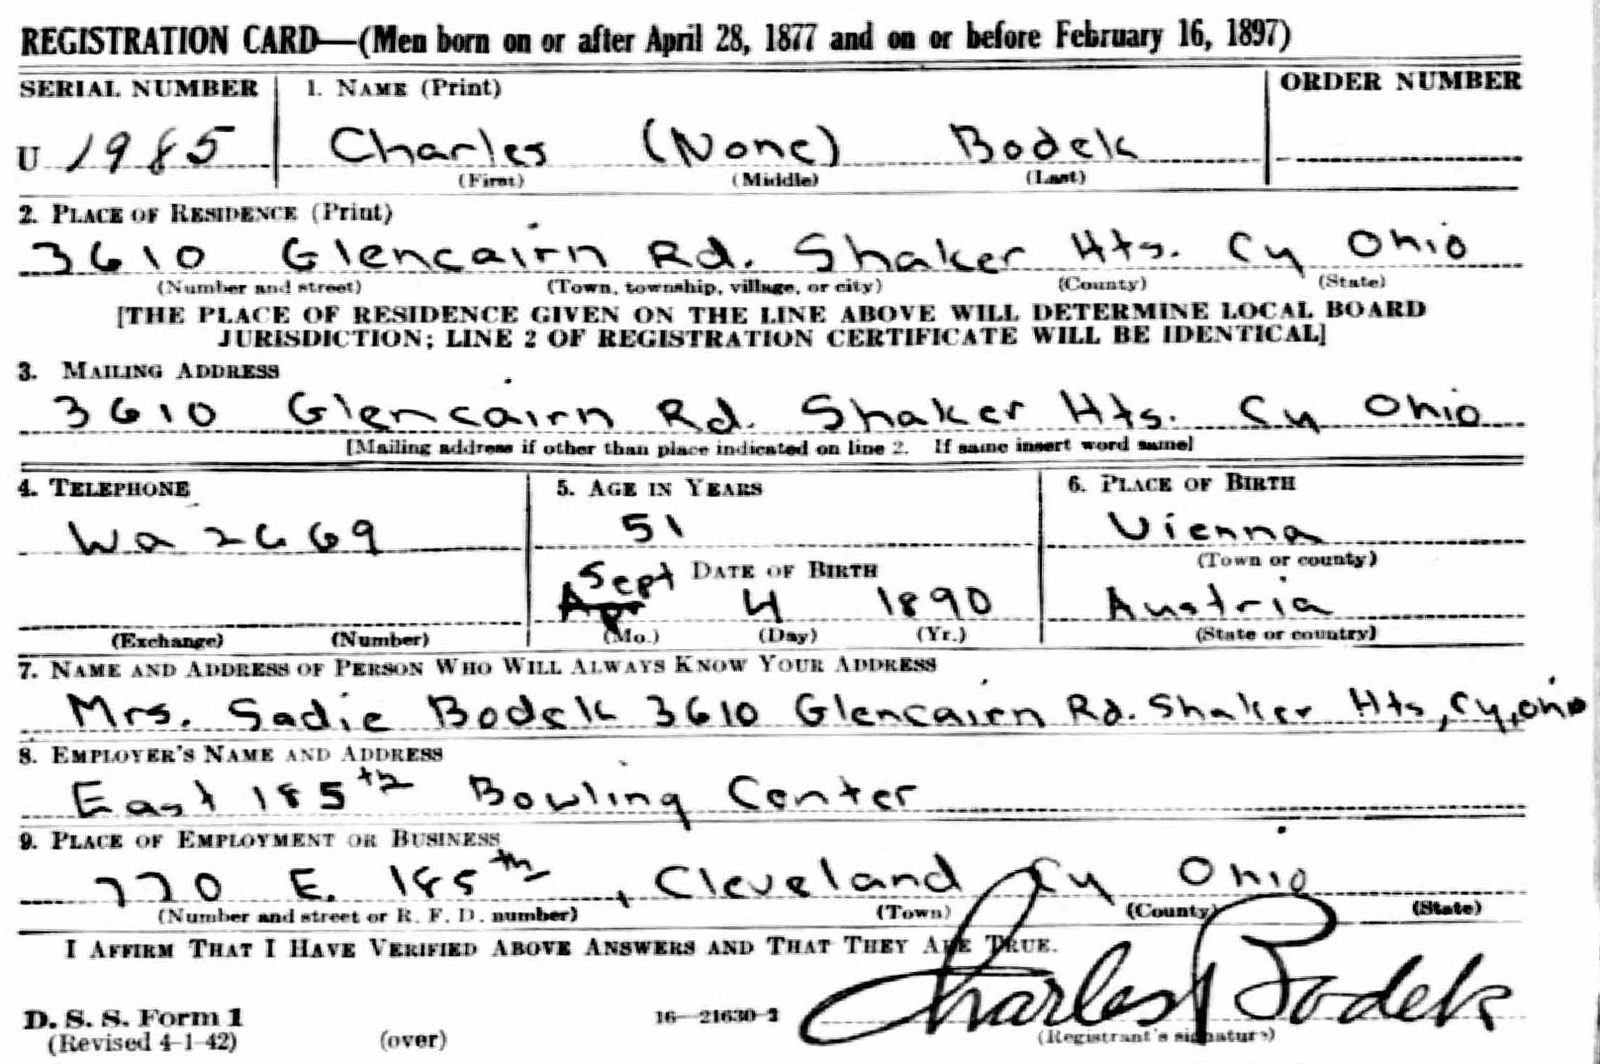 REGISTRATION CARD—(Men born on or after April 28, 1877 and on or before February 16, 1897)
SERIAL NUMBER 1. NAME (Print) ORDER NUMBER
U 1985 Charles (None) Bodek
(First) (Middle) (Last)
2. PLACE OF RESIDENCE (Print)
3610 Glencairn Rd. Shaker Hts. Cy Ohio
(Number and street) (Town, township, village, or city) (County) (State)
[THE PLACE OF RESIDENCE GIVEN ON THE LINE ABOVE WILL DETERMINE LOCAL BOARD
JURISDICTION; LINE 2 OF REGISTRATION CERTIFICATE WILL BE IDENTICAL]
3. MAILING ADDRESS
3610 Glencairn Rd. Shaker Hts. Cy Ohio
[Mailing address if other than place indicated on line 2. If same insert word same]
4. TELEPHONE 5. AGE IN YEARS 6. PLACE OF BIRTH
Wa 2669 51 Vienna
(Town or county)
Sept DATE OF BIRTH
Apr 4 1890 Austria
(Exchange) (Number) (Mo.) (Day) (Yr.) (State or country)
7. NAME AND ADDRESS OF PERSON WHO WILL ALWAYS KNOW YOUR ADDRESS
Mrs. Sadie Bodek 3610 Glencairn Rd. Shaker Hts, Cy, Ohio
8. EMPLOYER'S NAME AND ADDRESS
East 185th Bowling Center
9. PLACE OF EMPLOYMENT OR BUSINESS
770 E. 185th, Cleveland Cy Ohio
(Number and street or R. F. D. number) (Town) (County) (State)
I AFFIRM THAT I HAVE VERIFIED ABOVE ANSWERS AND THAT THEY ARE TRUE.
Charles Bodek
D. S. S. Form 1 16—21630-2
(Revised 4-1-42) (over) (Registrant's signature)